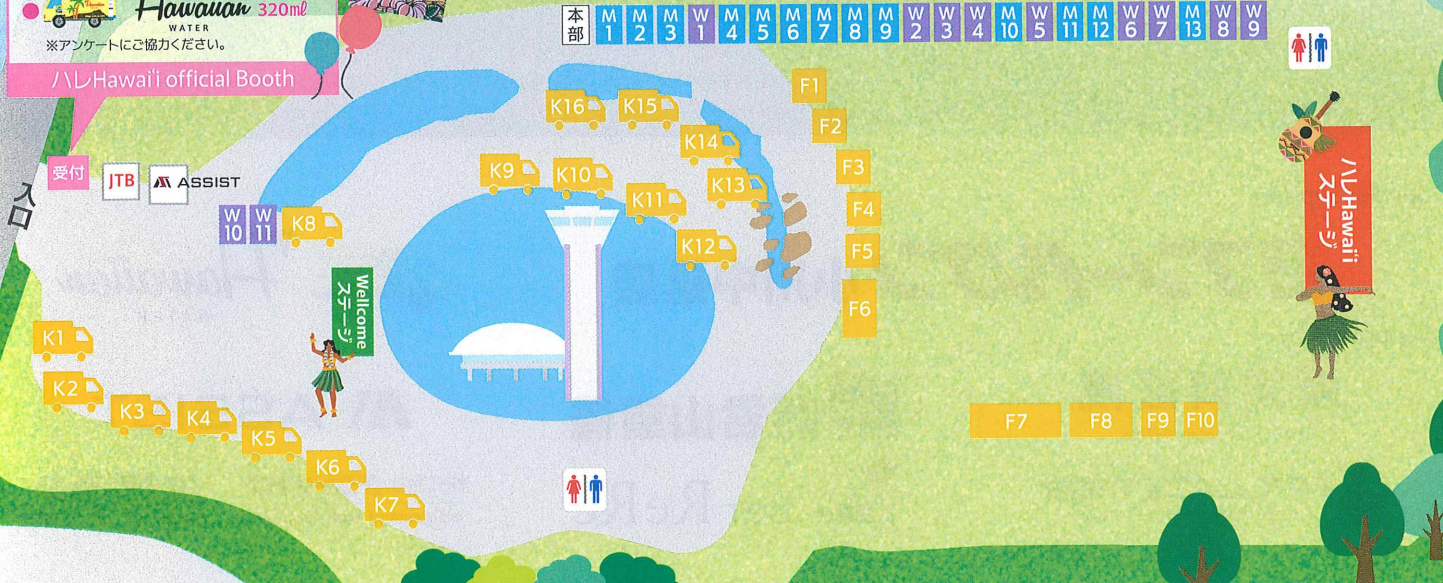 Hawaiian 320ml
WATER
※アンケートにご協力ください。
ハレHawai'i official Booth
本部 M1 M2 M3 W1 M4 M5 M6 M7 M8 M9 W2 W3 W4 M10 W5 M11 M12 W6 W7 M13 W8 W9
F1
K16 K15
F2
K14
F3
K9 K10
受付 JTB ASSIST
K13
K11
入口
F4
W10 W11 K8
K12
F5
ハレHawai'i
ステージ
Wellcome
ステージ
F6
K1
K2
K3
K4
K5
F7 F8 F9 F10
K6
K7